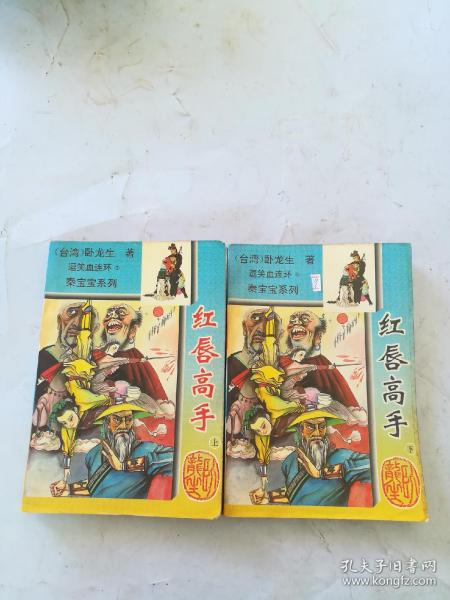 (台湾)卧龙生 著
逗笑血连环
秦宝宝系列
红唇高手
上
(台湾)卧龙生 著
逗笑血连环
秦宝宝系列
红唇高手
下
孔夫子旧书网
www.kongfz.com